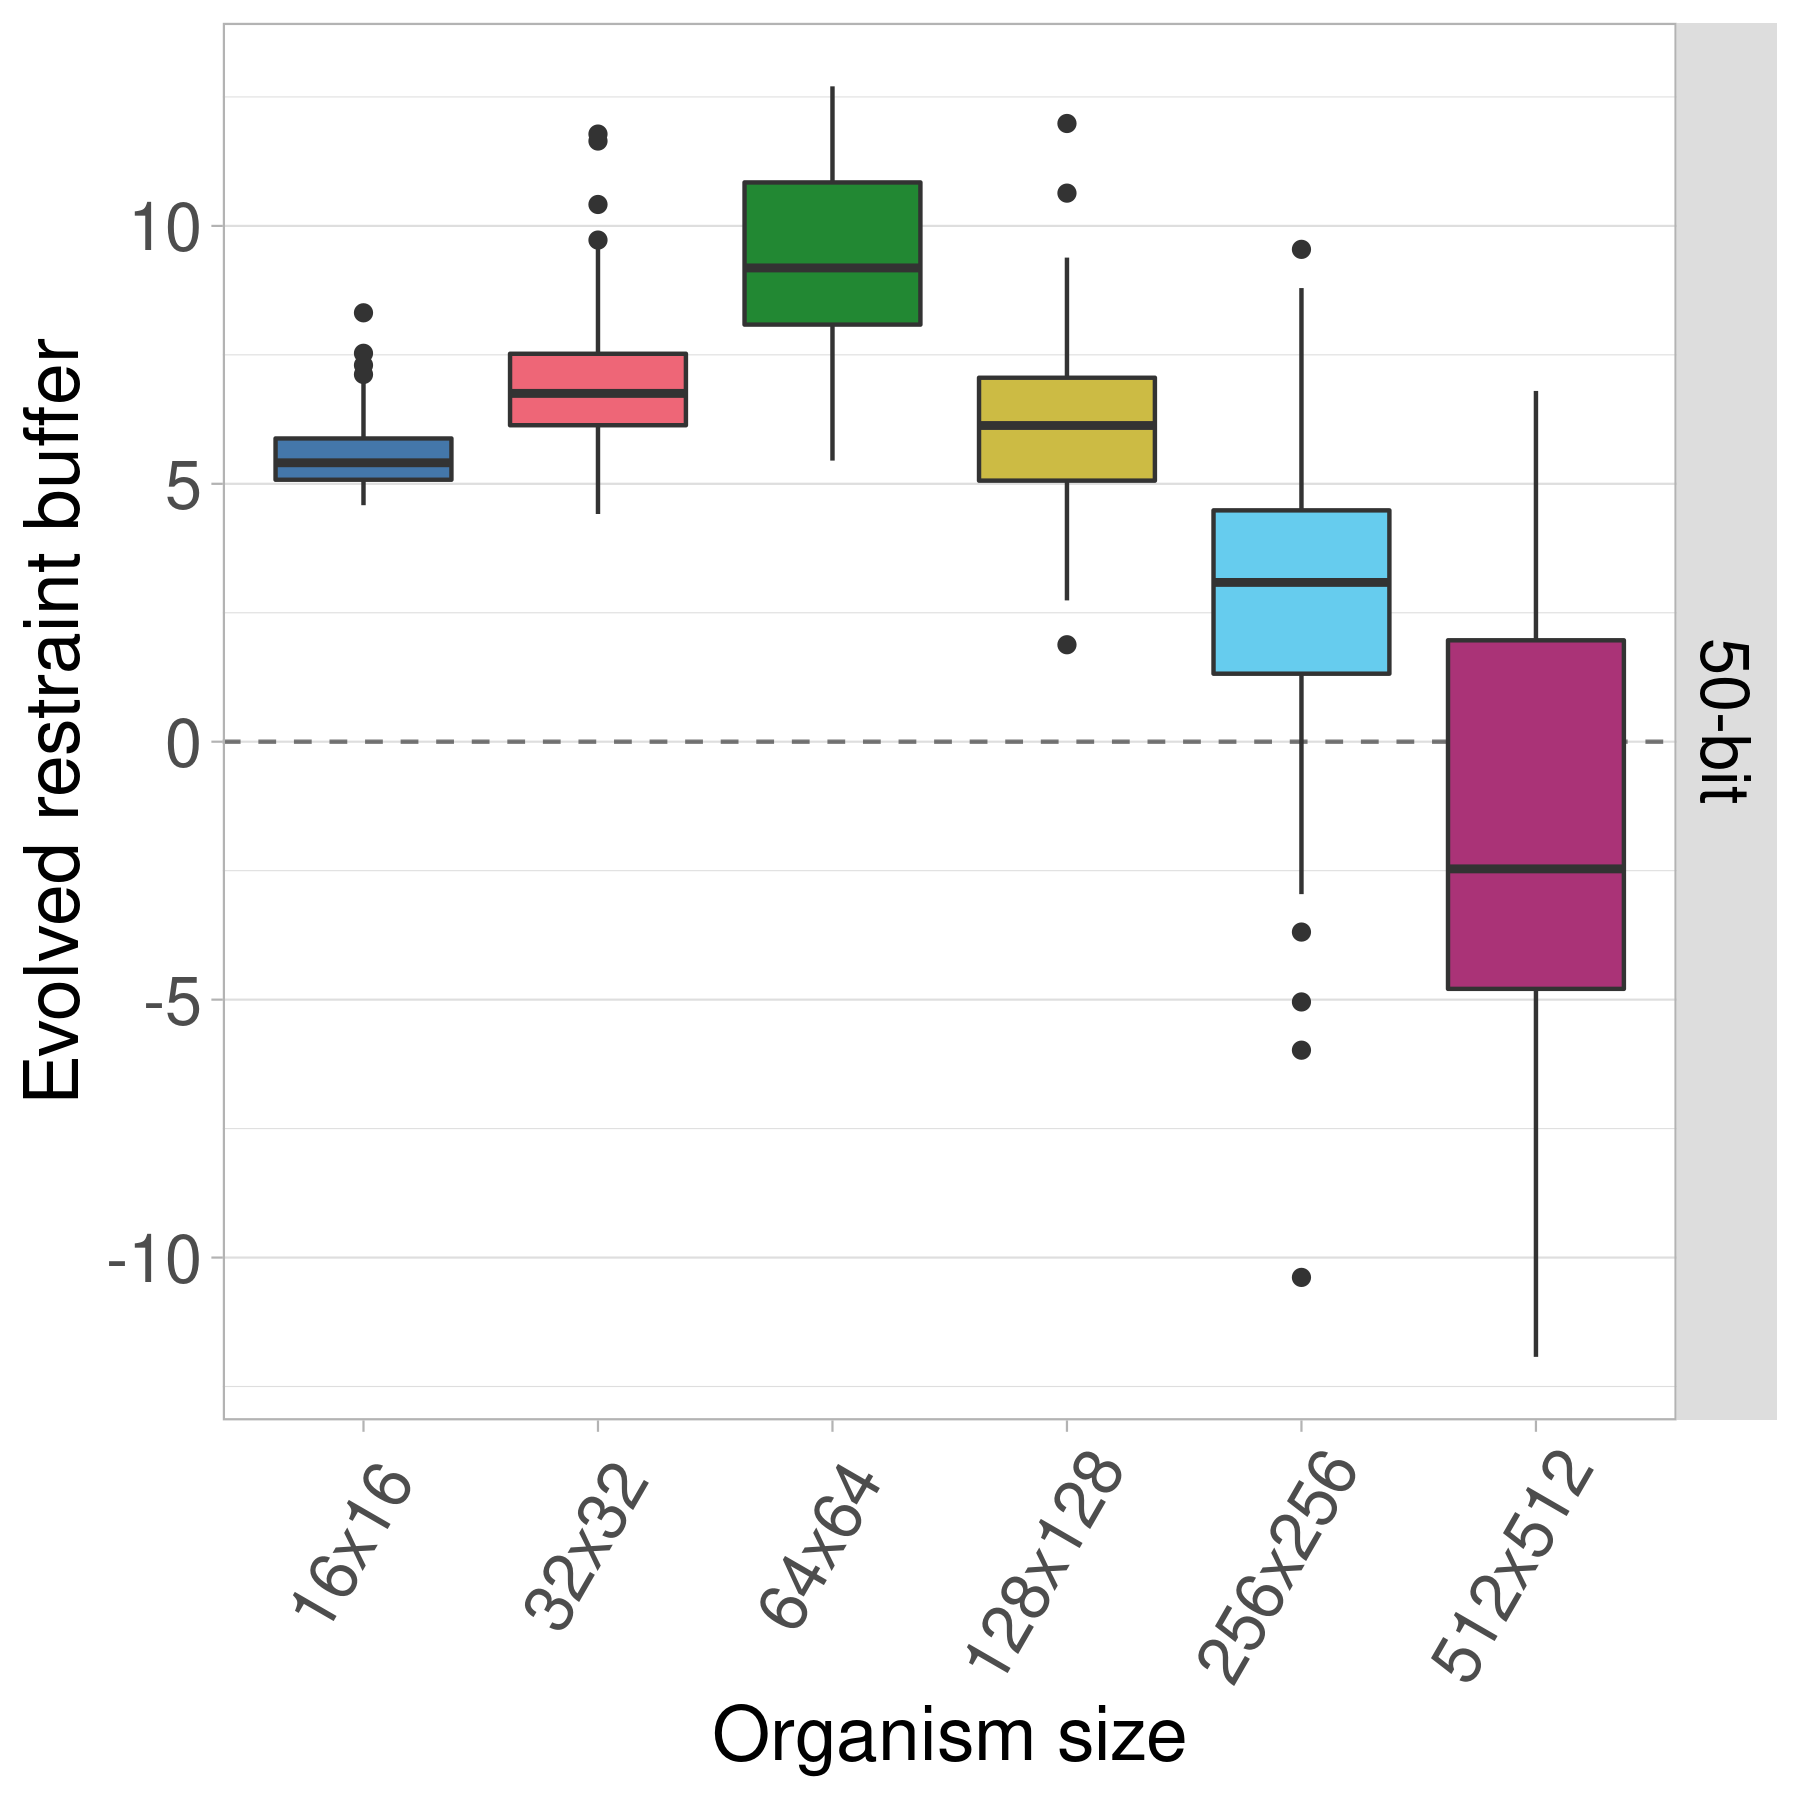 Evolved restraint buffer
10
5
0
-5
-10
50-bit
16x16
32x32
64x64
128x128
256x256
512x512
Organism size